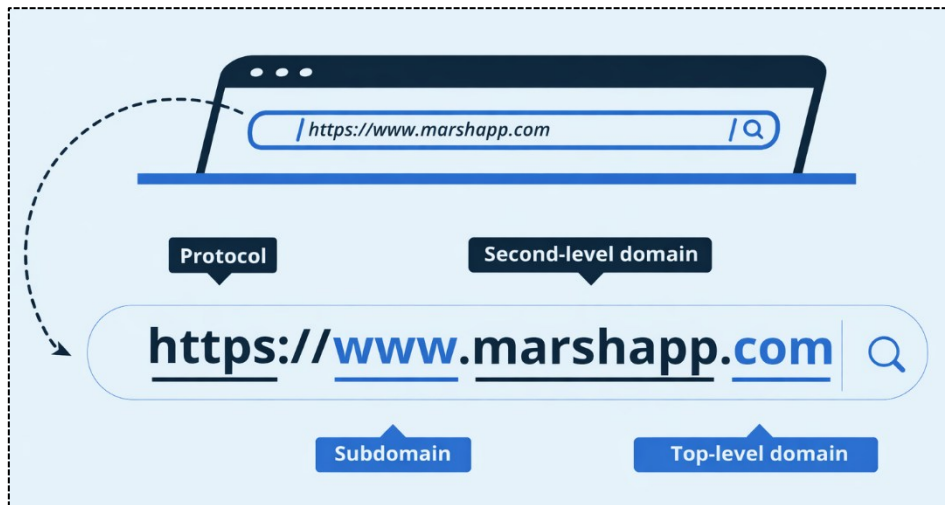 / https://www.marshapp.com /
Protocol
Second-level domain
https://www.marshapp.com
Subdomain
Top-level domain